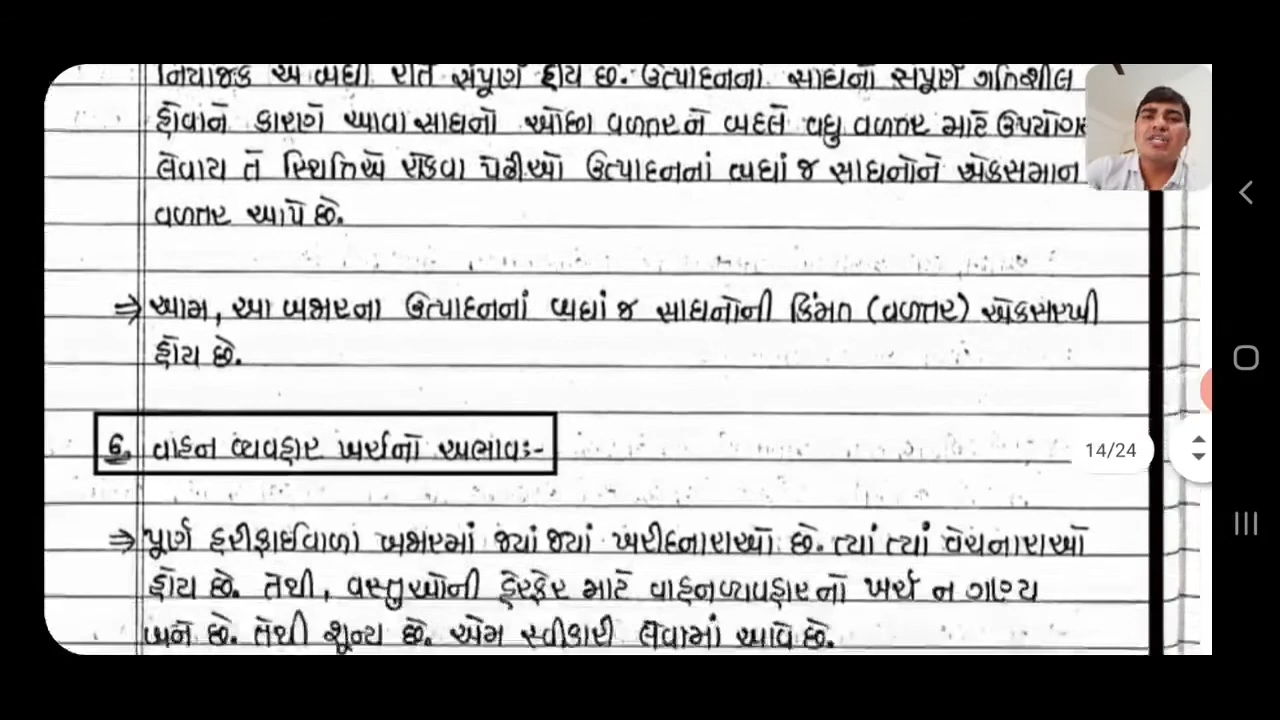 નિયોજક એ બધી રીતે સંપૂર્ણ હોય છે. ઉત્પાદનનાં સાધનો સંપૂર્ણ ગતિશીલ
હોવાને કારણે આવા સાધનો ઓછા વળતરને બદલે વધુ વળતર માટે ઉપયોગ
લેવાય તે સ્થિતિએ રોકવા પેઢીઓ ઉત્પાદનનાં બધાં જ સાધનોને એકસમાન
વળતર આપે છે.
⇒ આમ, આ બજારના ઉત્પાદનનાં બધાં જ સાધનોની કિંમત (વળતર) એકસરખી
હોય છે.
6. વાહન વ્યવહાર ખર્ચનો અભાવઃ-
14/24
⇒ પૂર્ણ હરીફાઈવાળા બજારમાં જ્યાં જ્યાં ખરીદનારાઓ છે. ત્યાં ત્યાં વેચનારાઓ
હોય છે. તેથી, વસ્તુઓની હેરફેર માટે વાહનવ્યવહારનો ખર્ચ ન ગણ્ય
બને છે. તેથી શૂન્ય છે. એમ સ્વીકારી લેવામાં આવે છે.